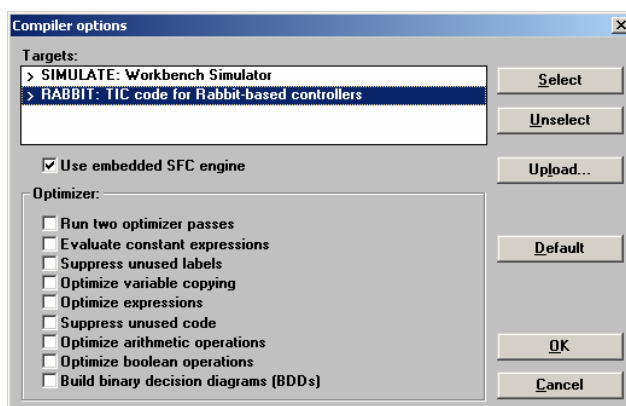 Compiler options
Targets:
> SIMULATE: Workbench Simulator
> RABBIT: TIC code for Rabbit-based controllers
Select
Unselect
Use embedded SFC engine
Upload...
Optimizer:
Run two optimizer passes
Evaluate constant expressions
Suppress unused labels
Default
Optimize variable copying
Optimize expressions
Suppress unused code
Optimize arithmetic operations
OK
Optimize boolean operations
Build binary decision diagrams (BDDs)
Cancel